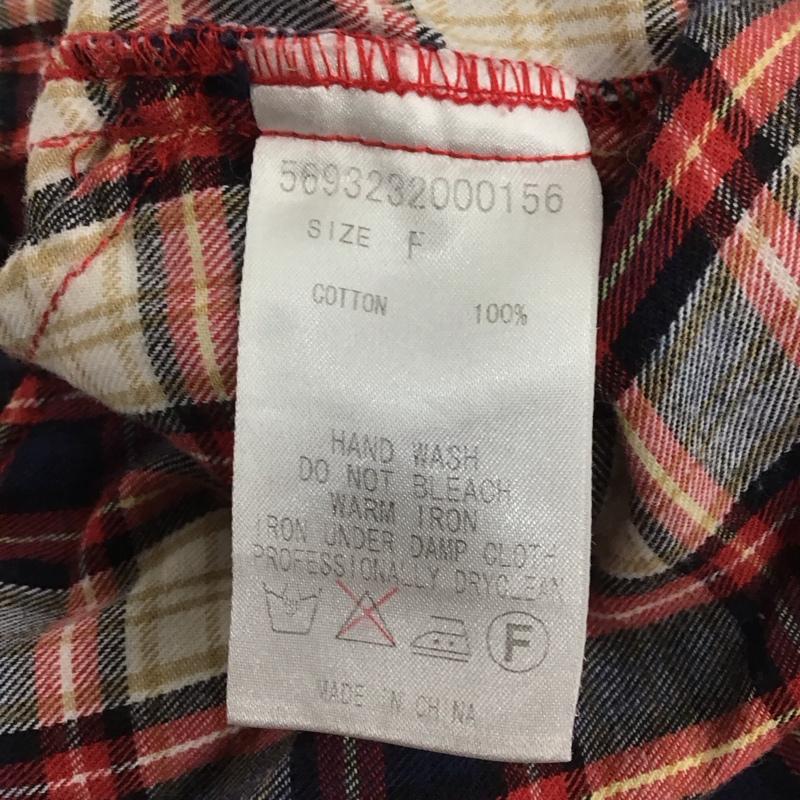 5693232000156
SIZE F
COTTON 100%
HAND WASH
DO NOT BLEACH
WARM IRON
IRON UNDER DAMP CLOTH
PROFESSIONALLY DRYCLEAN
F
MADE IN CHINA